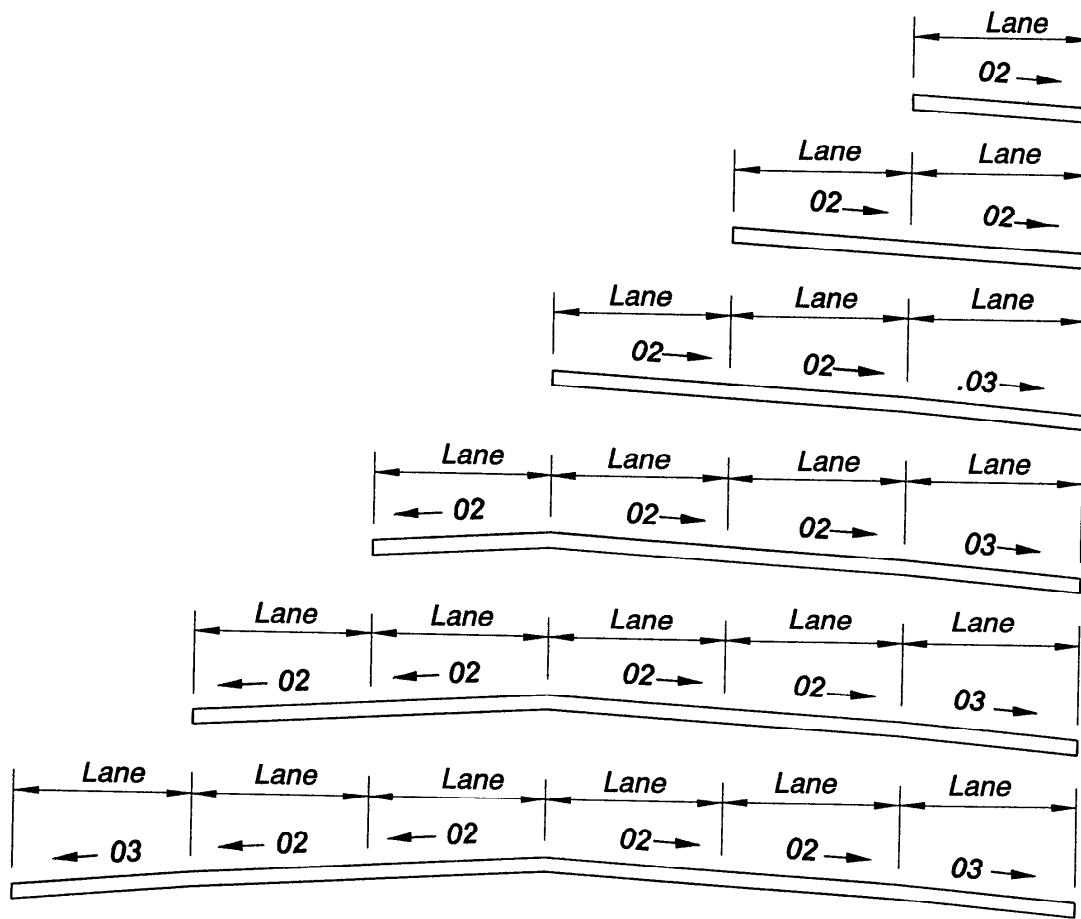 Lane
02
Lane Lane
02 02
Lane Lane Lane
02 02 .03
Lane Lane Lane Lane
02 02 02 03
Lane Lane Lane Lane Lane
02 02 02 02 03
Lane Lane Lane Lane Lane Lane
03 02 02 02 02 03